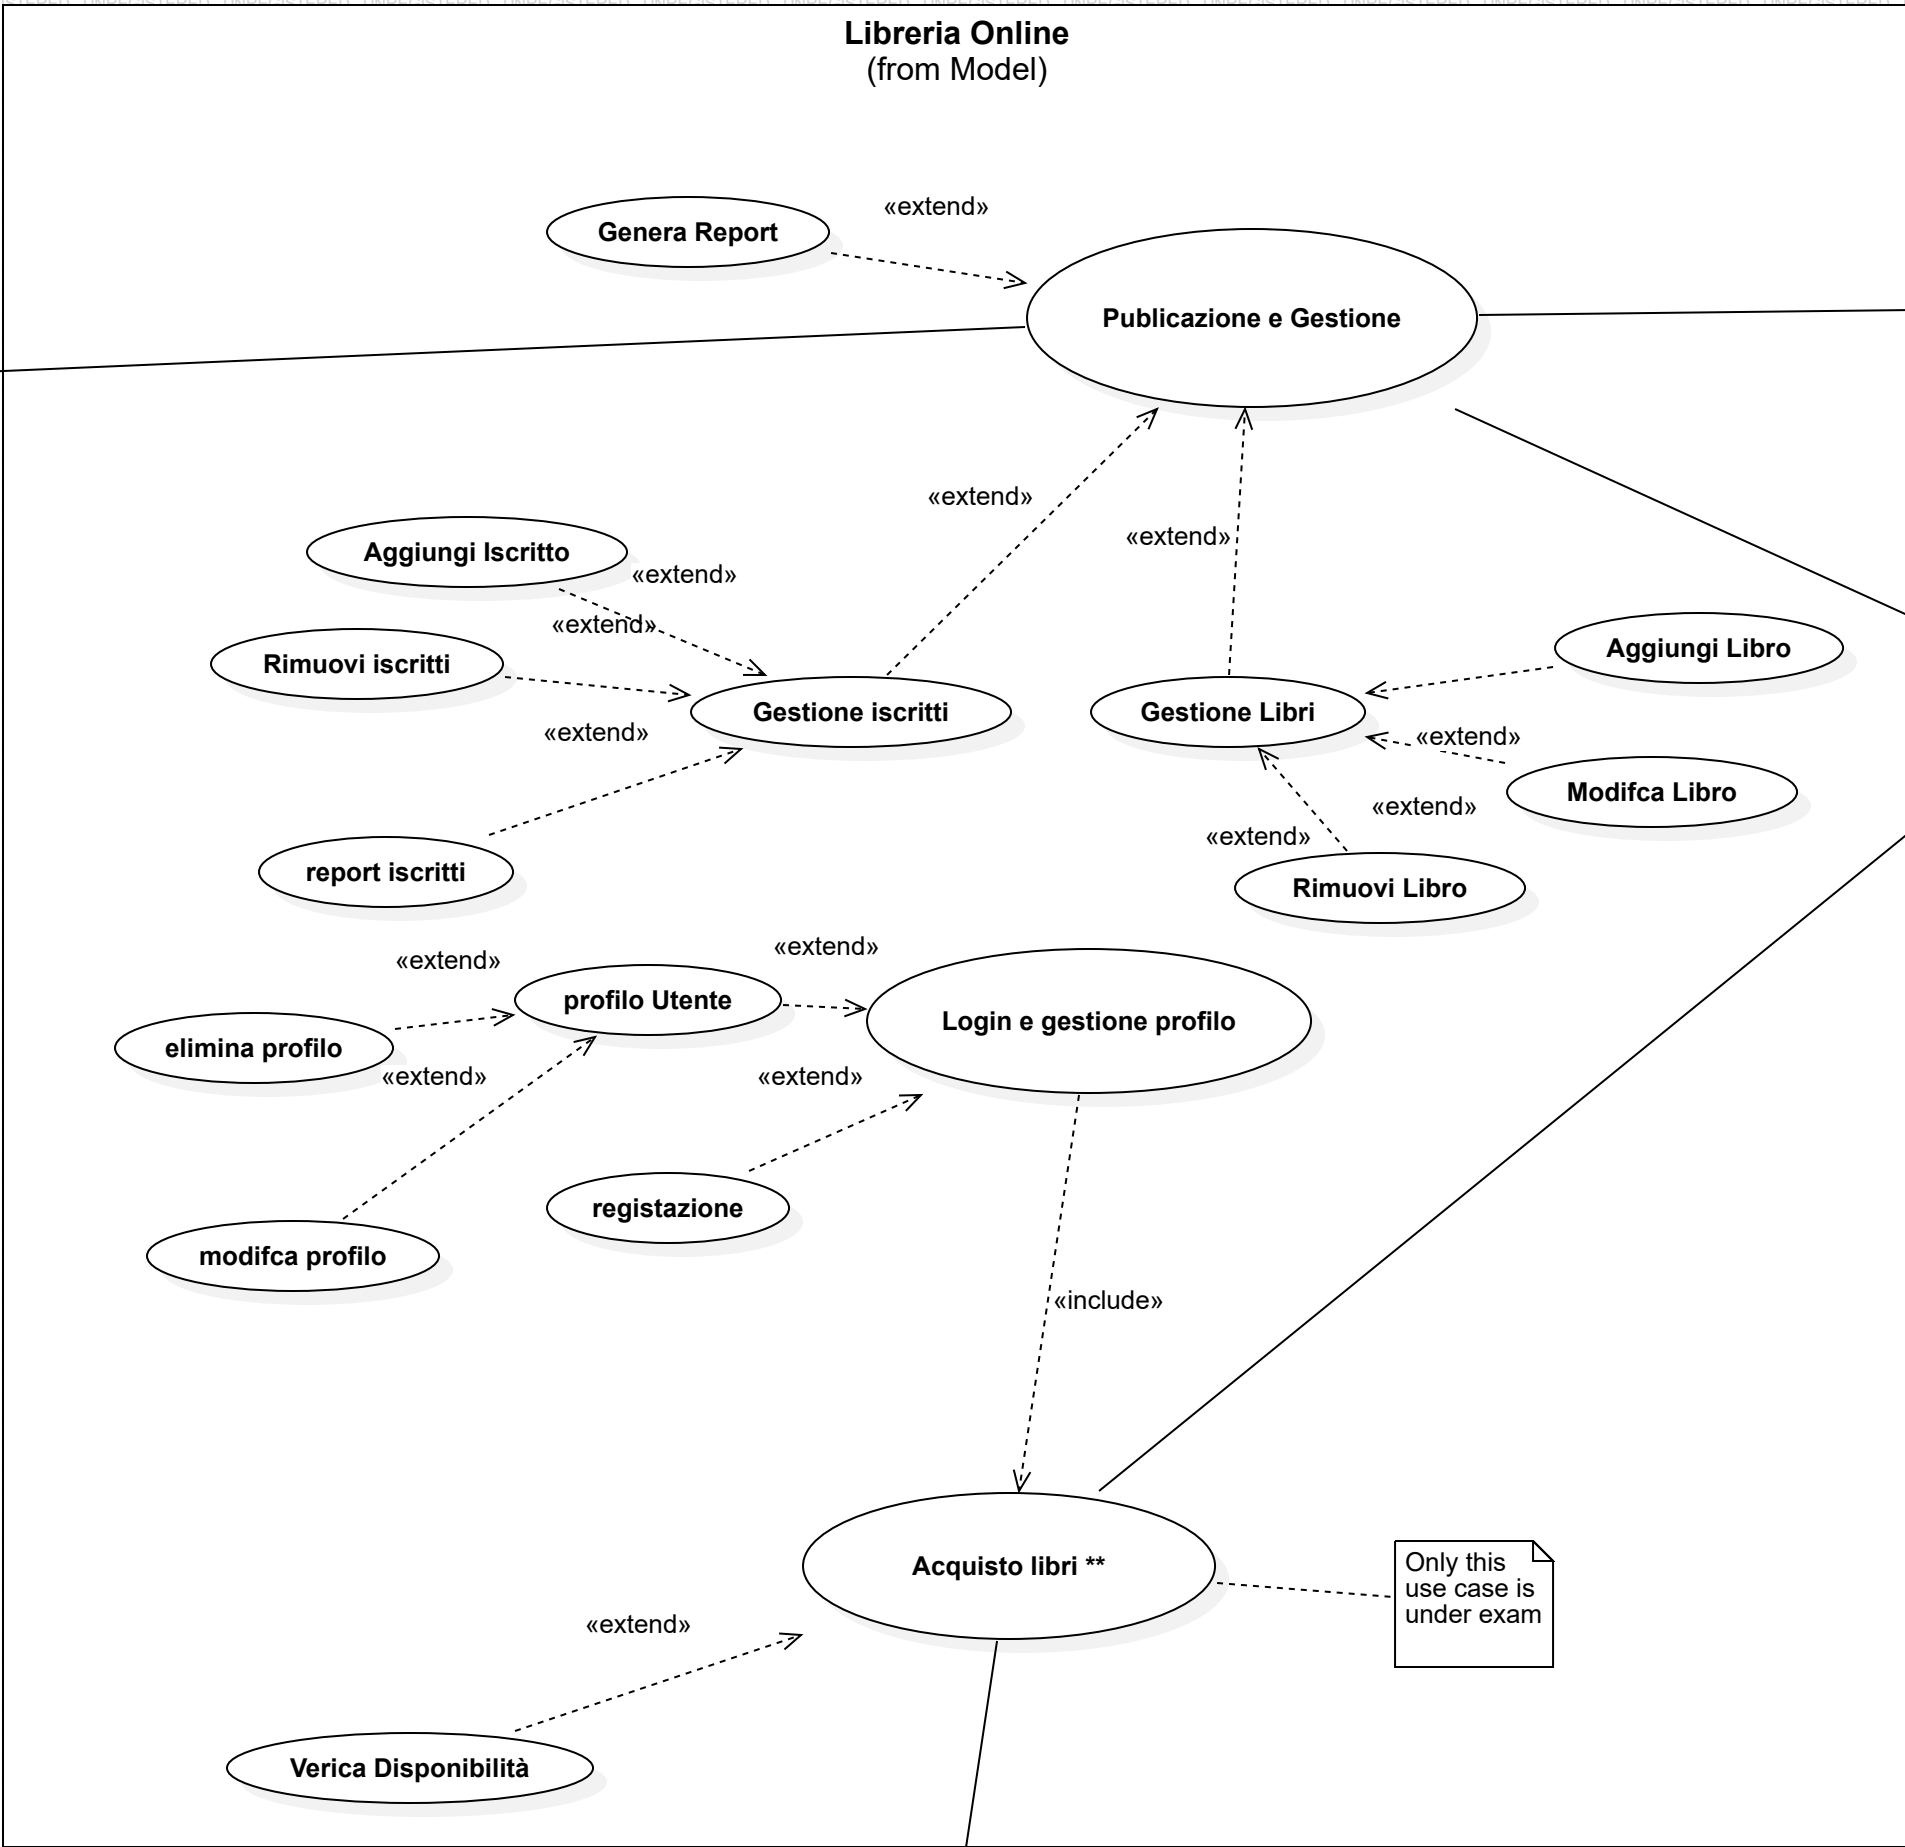 Libreria Online
(from Model)
«extend»
Genera Report
Publicazione e Gestione
«extend»
«extend»
Aggiungi Iscritto
«extend»
«extend»
Rimuovi iscritti
Aggiungi Libro
Gestione iscritti
Gestione Libri
«extend»
«extend»
Modifca Libro
«extend»
«extend»
report iscritti
Rimuovi Libro
«extend»
«extend»
profilo Utente
Login e gestione profilo
elimina profilo
«extend»
«extend»
registazione
modifca profilo
«include»
Acquisto libri **
Only this
use case is
under exam
«extend»
Verica Disponibilità